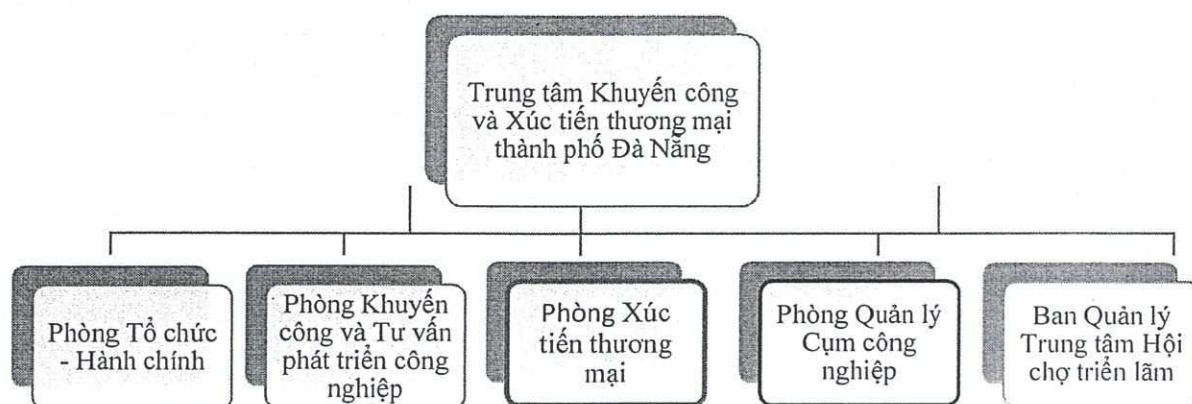 Trung tâm Khuyến công
và Xúc tiến thương mại
thành phố Đà Nẵng
Phòng Tổ chức
- Hành chính
Phòng Khuyến
công và Tư vấn
phát triển công
nghiệp
Phòng Xúc
tiến thương
mại
Phòng Quản lý
Cụm công
nghiệp
Ban Quản lý
Trung tâm Hội
chợ triển lãm